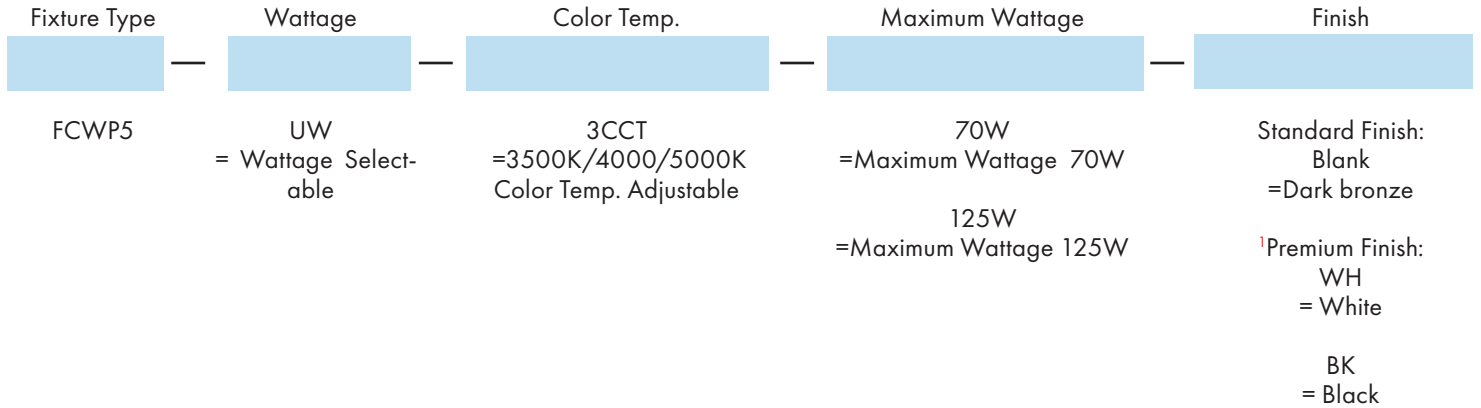 Fixture Type Wattage Color Temp. Maximum Wattage Finish
— — — —
FCWP5
UW
= Wattage Select-
able
3CCT
=3500K/4000/5000K
Color Temp. Adjustable
70W
=Maximum Wattage 70W
125W
=Maximum Wattage 125W
Standard Finish:
Blank
=Dark bronze
¹Premium Finish:
WH
= White
BK
= Black